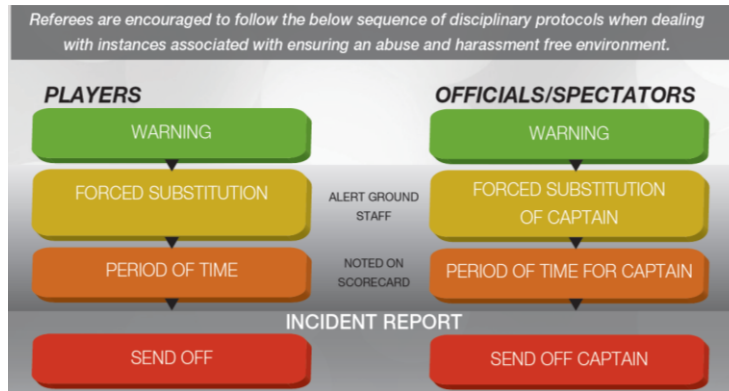 Referees are encouraged to follow the below sequence of disciplinary protocols when dealing
with instances associated with ensuring an abuse and harassment free environment.
PLAYERS
OFFICIALS/SPECTATORS
WARNING
WARNING
FORCED SUBSTITUTION
ALERT GROUND
STAFF
FORCED SUBSTITUTION
OF CAPTAIN
PERIOD OF TIME
NOTED ON
SCORECARD
PERIOD OF TIME FOR CAPTAIN
INCIDENT REPORT
SEND OFF
SEND OFF CAPTAIN